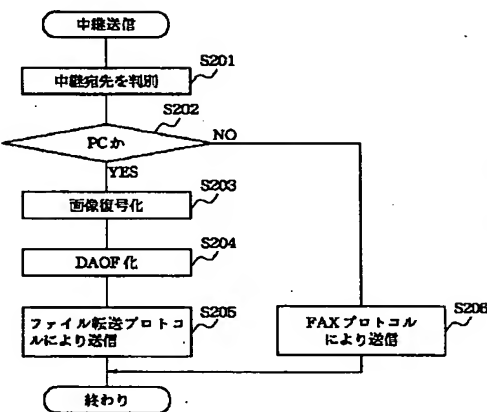 中継送信
S201
中継宛先を判別
S202
PCか
NO
YES
S203
画像復号化
S204
DAOF化
S205
ファイル転送プロトコ
ルにより送信
S206
FAXプロトコル
により送信
終わり